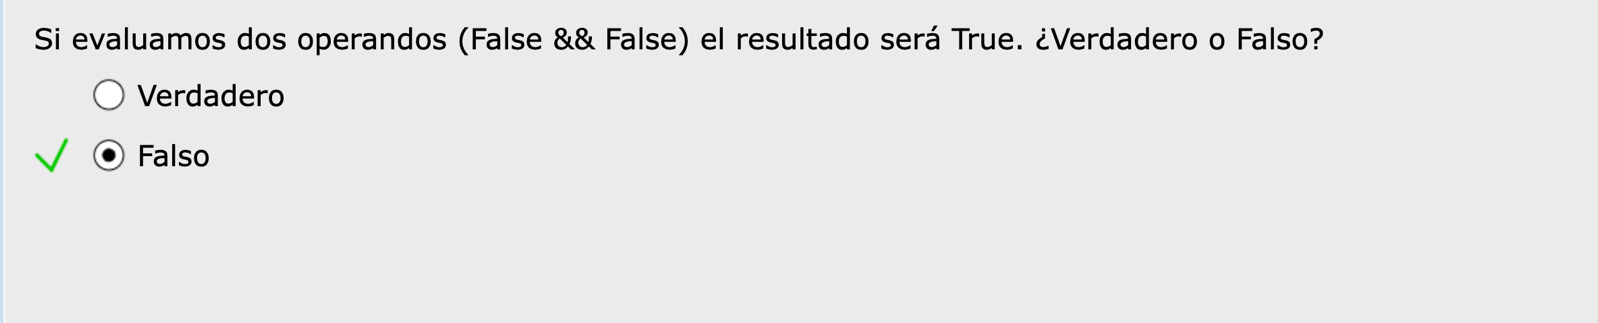 Si evaluamos dos operandos (False && False) el resultado será True. ¿Verdadero o Falso?
Verdadero
Falso